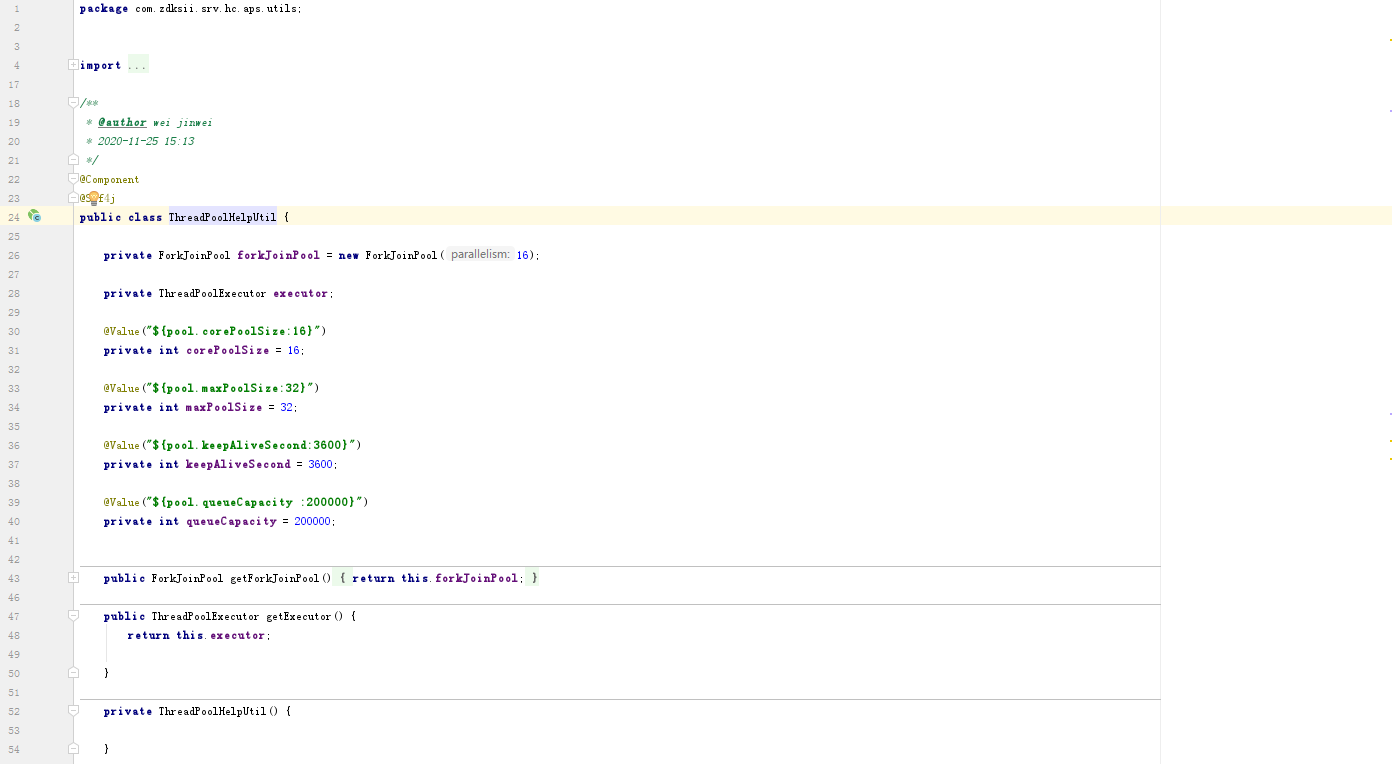 1 package com.zdksii.srv.hc.aps.utils;
2
3
4 import ...
17
18 /**
19 * @author wei jinwei
20 * 2020-11-25 15:13
21 */
22 @Component
23 @Slf4j
24 public class ThreadPoolHelpUtil {
25
26 private ForkJoinPool forkJoinPool = new ForkJoinPool( parallelism: 16);
27
28 private ThreadPoolExecutor executor;
29
30 @Value("${pool.corePoolSize:16}")
31 private int corePoolSize = 16;
32
33 @Value("${pool.maxPoolSize:32}")
34 private int maxPoolSize = 32;
35
36 @Value("${pool.keepAliveSecond:3600}")
37 private int keepAliveSecond = 3600;
38
39 @Value("${pool.queueCapacity :200000}")
40 private int queueCapacity = 200000;
41
42
43 public ForkJoinPool getForkJoinPool() { return this.forkJoinPool; }
46
47 public ThreadPoolExecutor getExecutor() {
48 return this.executor;
49
50 }
51
52 private ThreadPoolHelpUtil() {
53
54 }